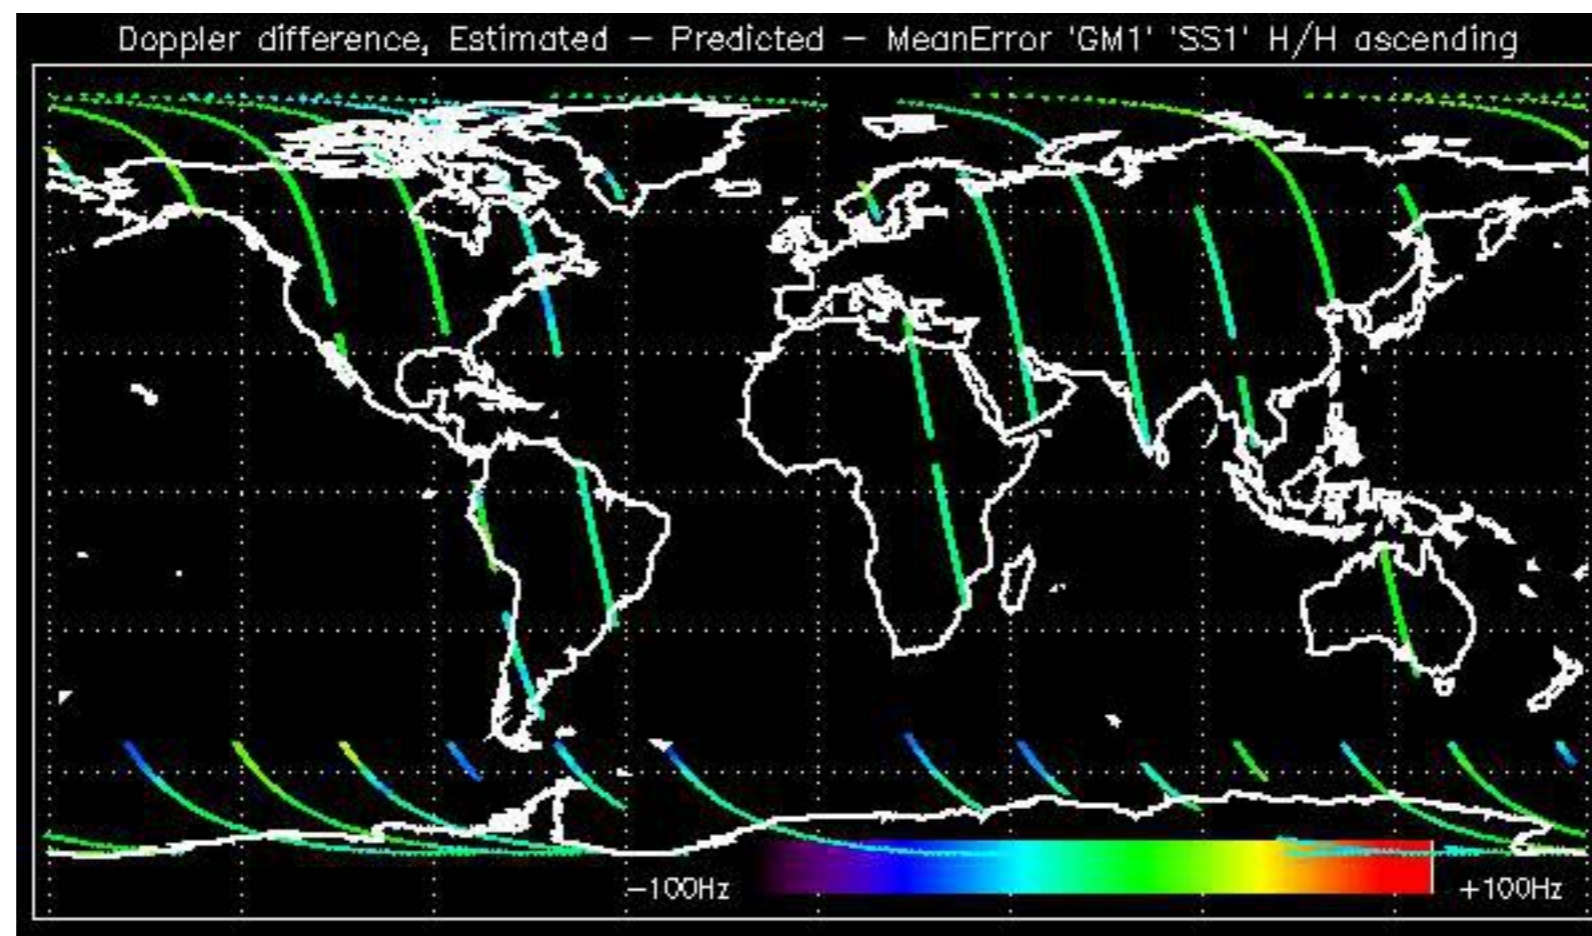 Doppler difference, Estimated — Predicted — MeanError 'GM1' 'SS1' H/H ascending
−100Hz
+100Hz